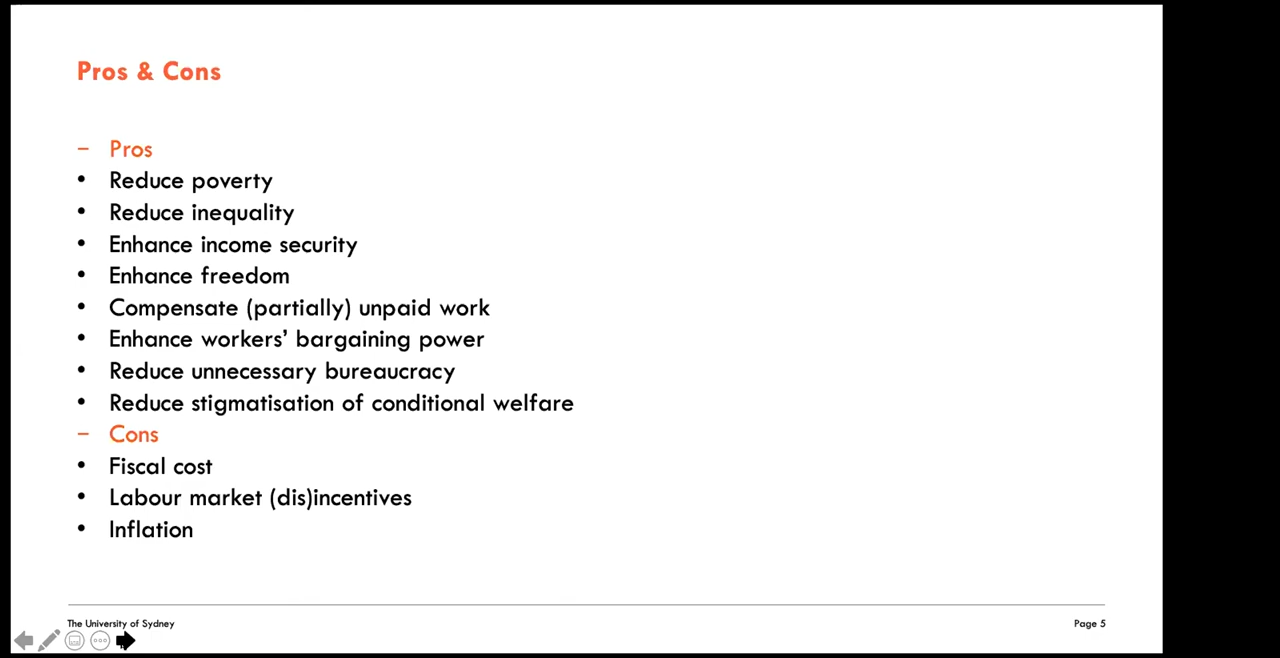 Pros & Cons
– Pros
• Reduce poverty
• Reduce inequality
• Enhance income security
• Enhance freedom
• Compensate (partially) unpaid work
• Enhance workers’ bargaining power
• Reduce unnecessary bureaucracy
• Reduce stigmatisation of conditional welfare
– Cons
• Fiscal cost
• Labour market (dis)incentives
• Inflation
The University of Sydney
Page 5